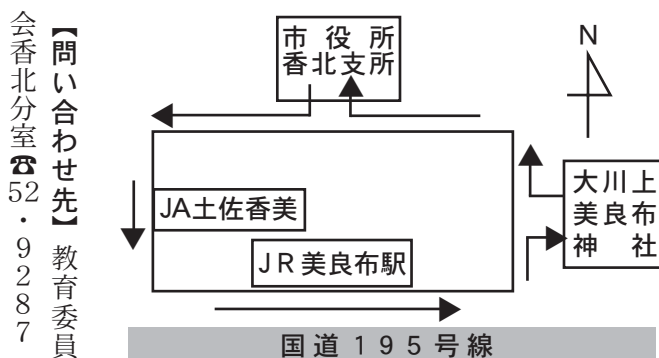 【問い合わせ先】教育委員
会香北分室☎52・9287
市役所
香北支所
N
大川上
美良布
神社
JA土佐香美
JR美良布駅
国道195号線